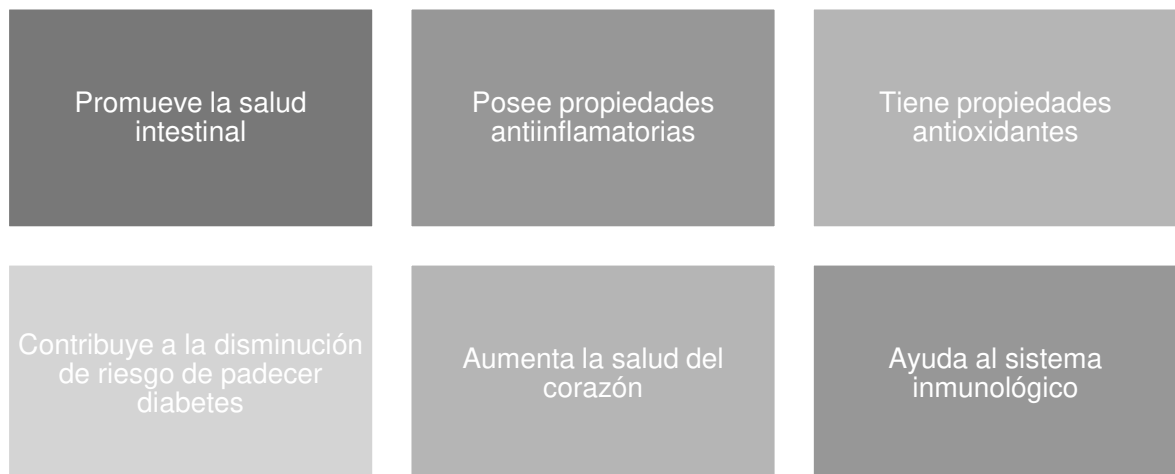 Promueve la salud
intestinal
Posee propiedades
antiinflamatorias
Tiene propiedades
antioxidantes
Contribuye a la disminución
de riesgo de padecer
diabetes
Aumenta la salud del
corazón
Ayuda al sistema
inmunológico